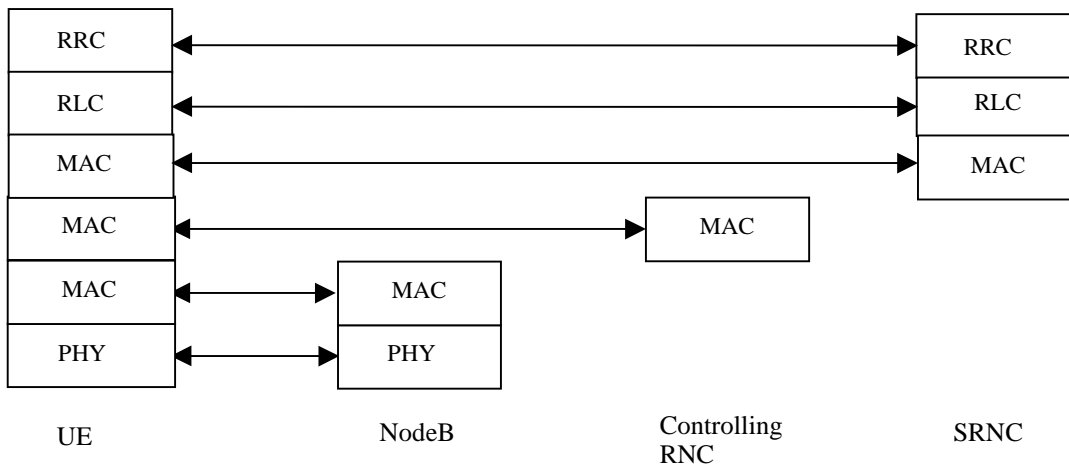 RRC
RRC
RLC
RLC
MAC
MAC
MAC
MAC
MAC
MAC
PHY
PHY
UE
NodeB
Controlling
RNC
SRNC